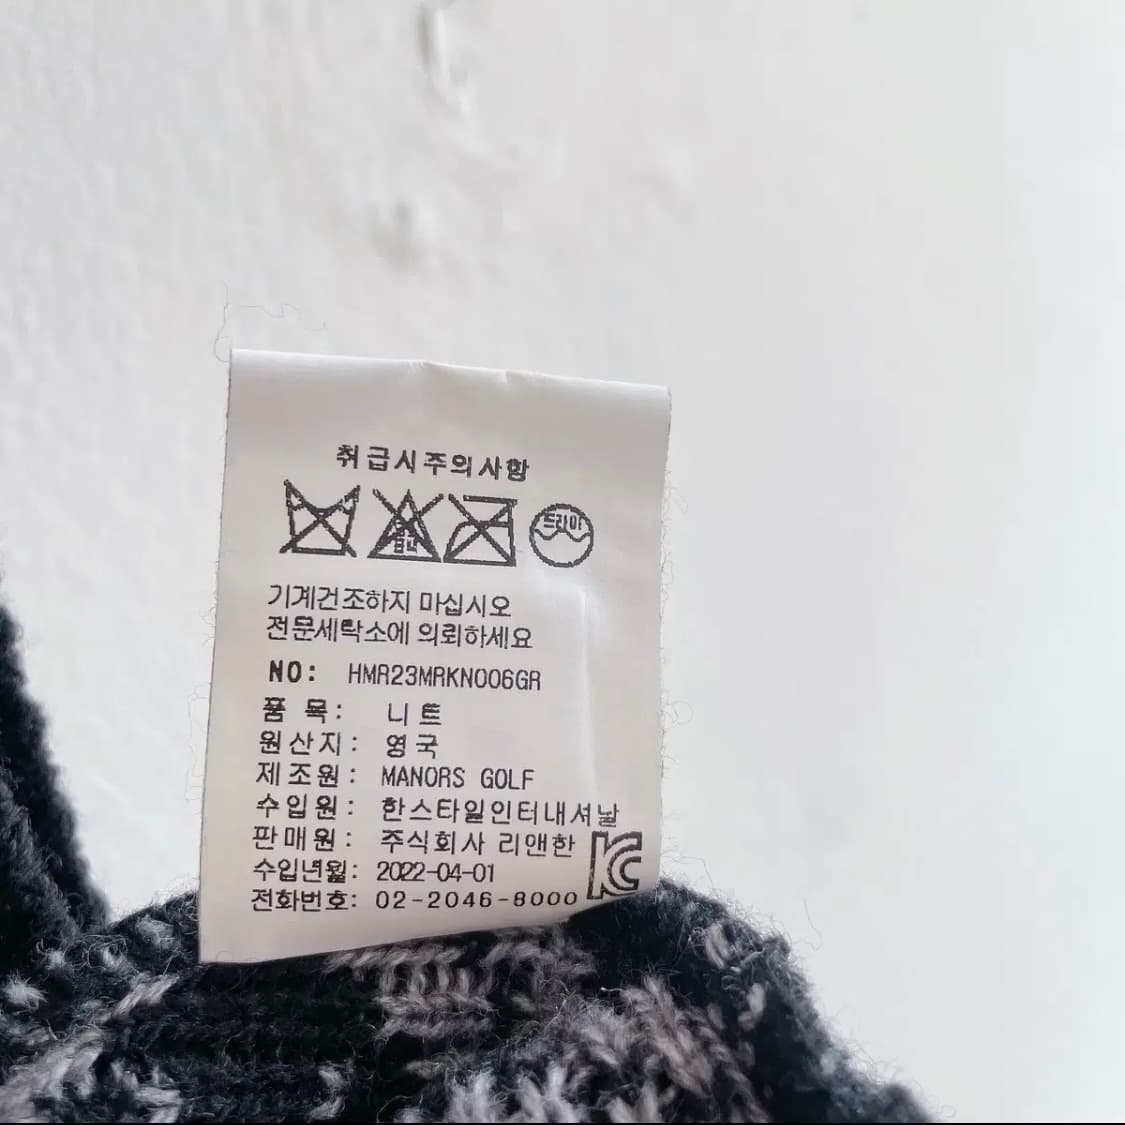 취급시주의사항
드라이
기계건조하지 마십시오
전문세탁소에 의뢰하세요
NO: HMR23MRKN006GR
품 목: 니트
원산지: 영국
제조원: MANORS GOLF
수입원: 한스타일인터내셔날
판매원: 주식회사 리앤한
수입년월: 2022-04-01
전화번호: 02-2046-8000